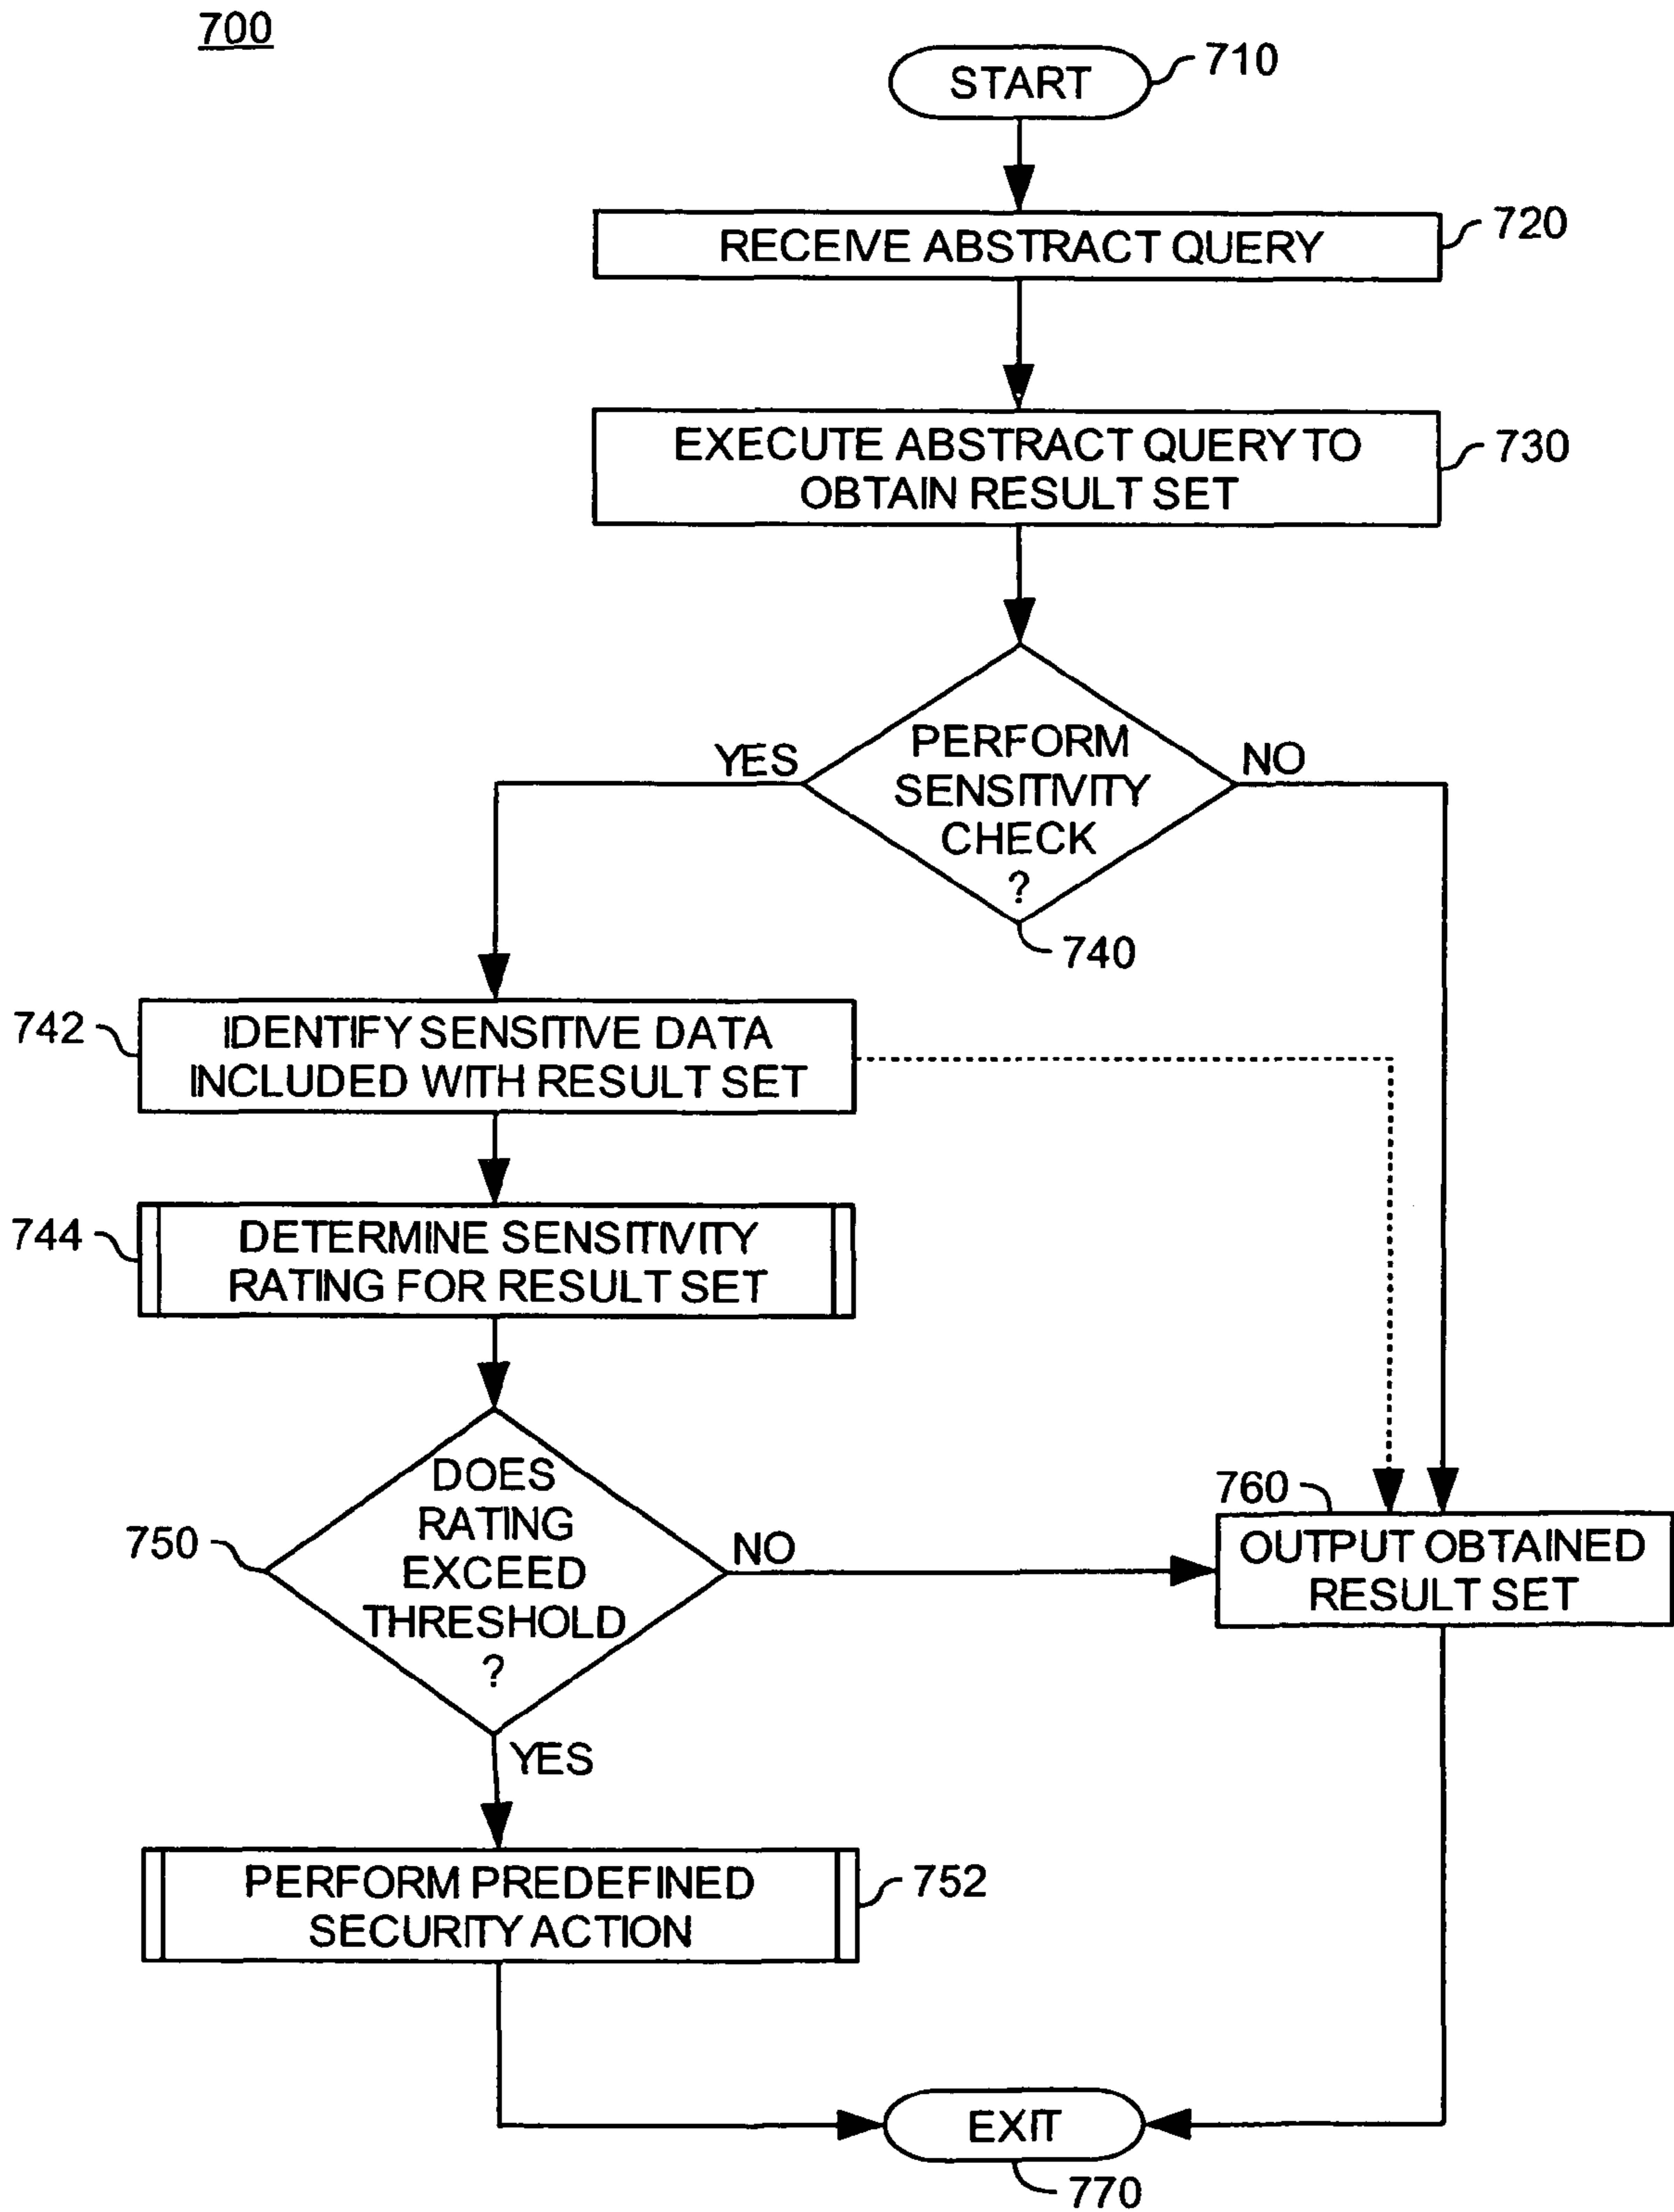 700
START
710
RECEIVE ABSTRACT QUERY
720
EXECUTE ABSTRACT QUERY TO
OBTAIN RESULT SET
730
PERFORM
SENSITIVITY
CHECK
?
YES
NO
740
742
IDENTIFY SENSITIVE DATA
INCLUDED WITH RESULT SET
744
DETERMINE SENSITIVITY
RATING FOR RESULT SET
750
DOES
RATING
EXCEED
THRESHOLD
?
NO
YES
760
OUTPUT OBTAINED
RESULT SET
PERFORM PREDEFINED
SECURITY ACTION
752
EXIT
770